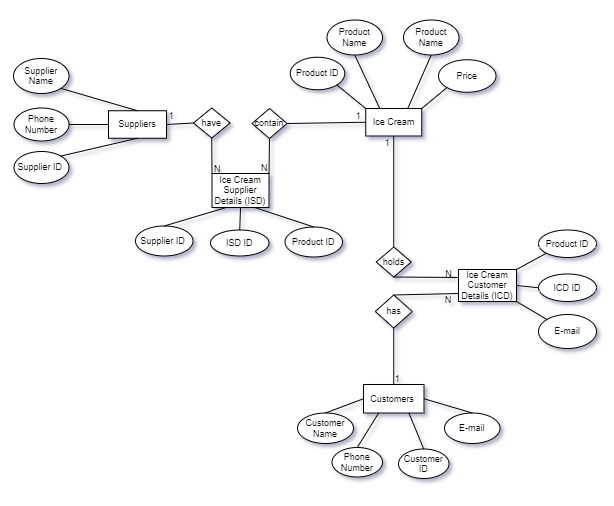 Product
Name
Product
Name
Supplier
Name
Product ID
Price
Phone
Number
Suppliers
1
have
contain
1
Ice Cream
1
Supplier ID
N
N
Ice Cream
Supplier
Details (ISD)
Supplier ID
ISD ID
Product ID
Product ID
holds
N
Ice Cream
Customer
Details (ICD)
ICD ID
N
has
E-mail
1
Customers
Customer
Name
E-mail
Phone
Number
Customer
ID